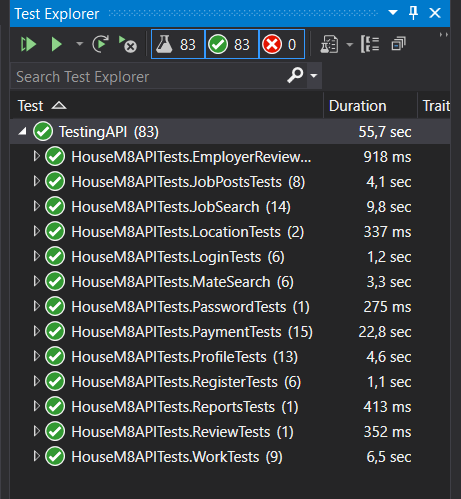 Test Explorer
83 83 0
Search Test Explorer
Test Duration Trait
TestingAPI (83) 55,7 sec
HouseM8APITests.EmployerReview... 918 ms
HouseM8APITests.JobPostsTests (8) 4,1 sec
HouseM8APITests.JobSearch (14) 9,8 sec
HouseM8APITests.LocationTests (2) 337 ms
HouseM8APITests.LoginTests (6) 1,2 sec
HouseM8APITests.MateSearch (6) 3,3 sec
HouseM8APITests.PasswordTests (1) 275 ms
HouseM8APITests.PaymentTests (15) 22,8 sec
HouseM8APITests.ProfileTests (13) 4,6 sec
HouseM8APITests.RegisterTests (6) 1,1 sec
HouseM8APITests.ReportsTests (1) 413 ms
HouseM8APITests.ReviewTests (1) 352 ms
HouseM8APITests.WorkTests (9) 6,5 sec